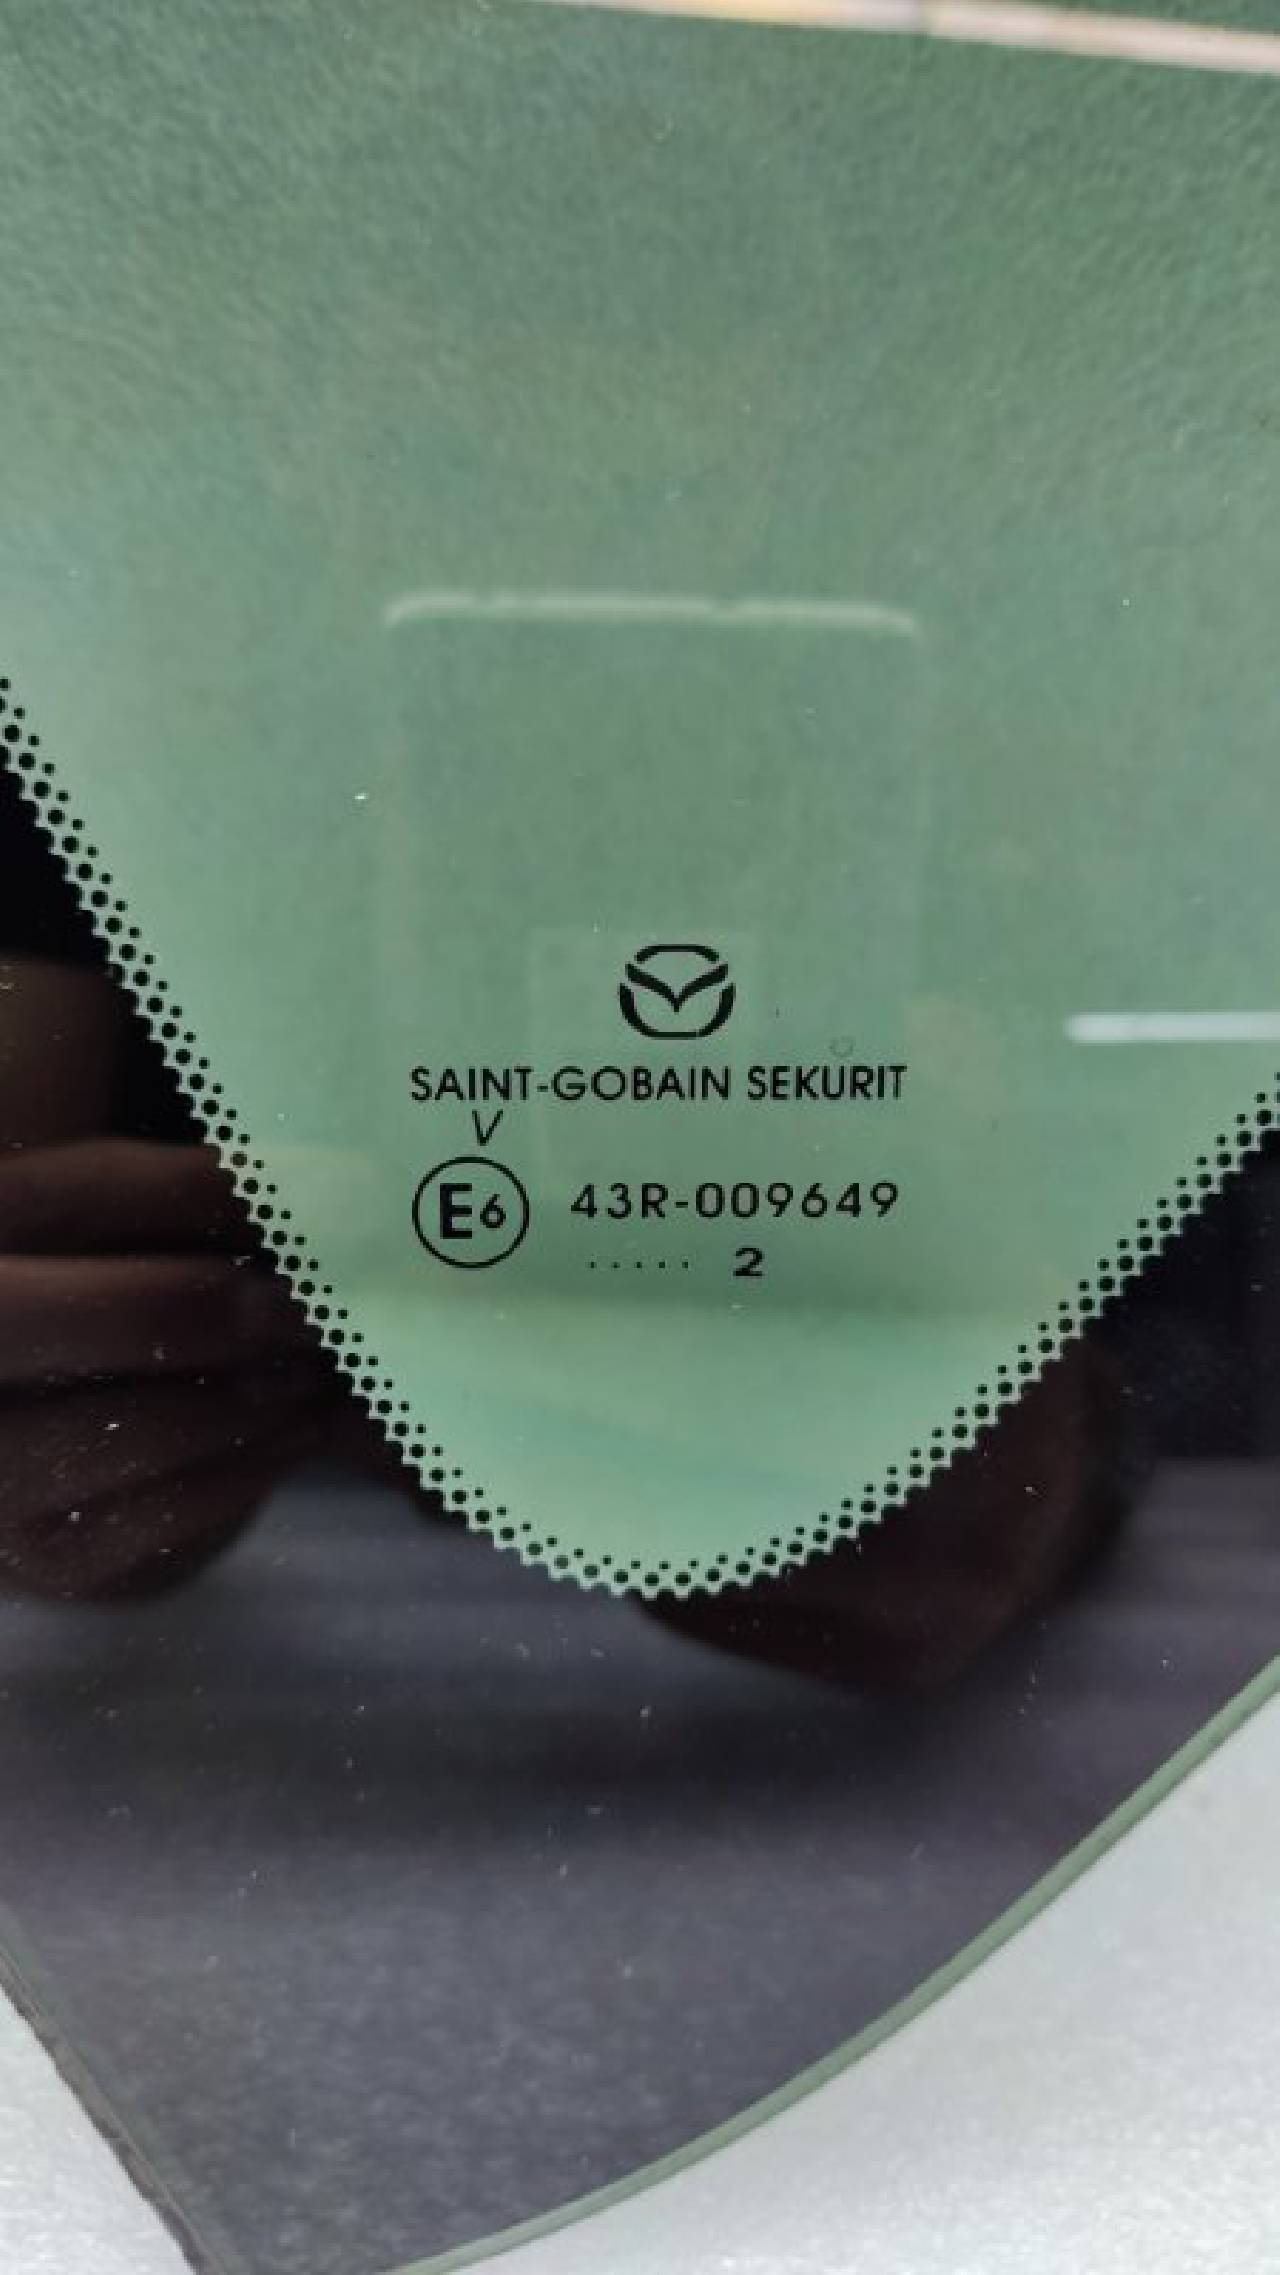 SAINT-GOBAIN SEKURIT
V
E6 43R-009649
..... 2